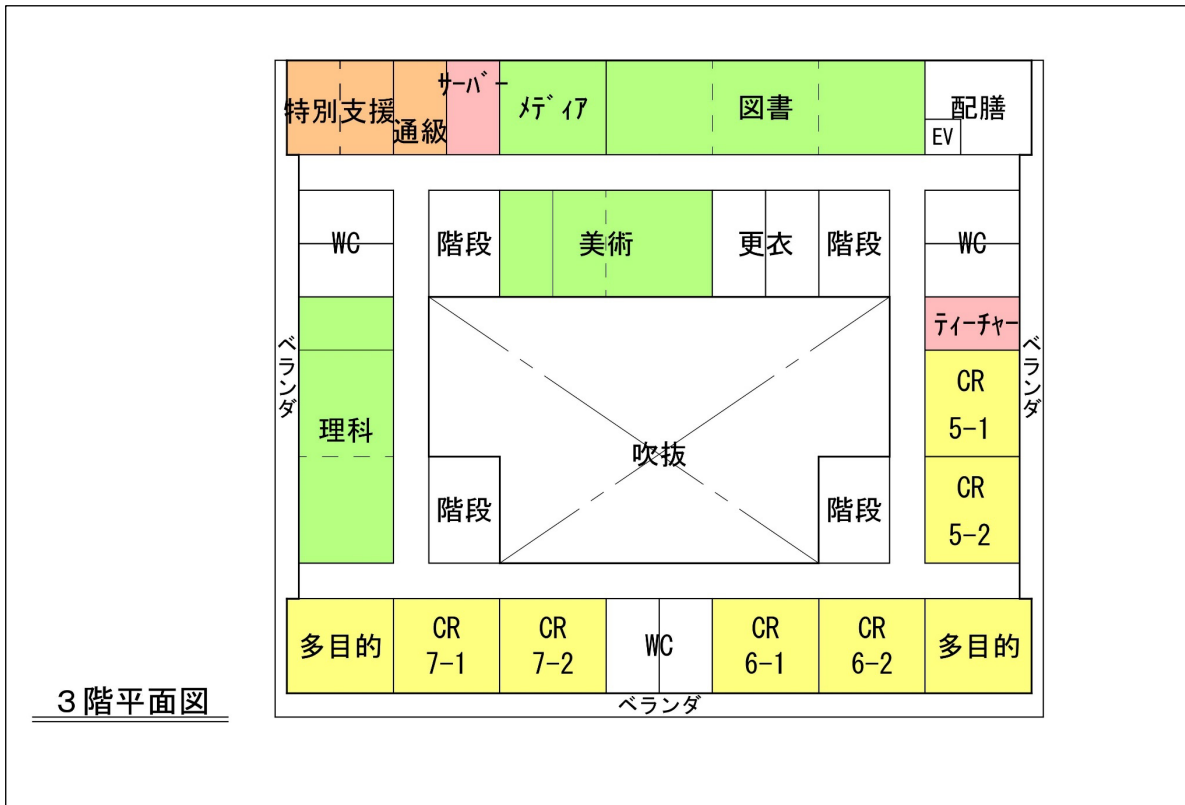 特別支援
通級
ｻｰﾊﾞｰ
ﾒﾃﾞｨｱ
図書
配膳
EV
WC
階段
美術
更衣
階段
WC
ﾃｨｰﾁｬｰ
ベランダ
ベランダ
CR
5-1
理科
吹抜
CR
5-2
階段
階段
多目的
CR
7-1
CR
7-2
WC
CR
6-1
CR
6-2
多目的
ベランダ
３階平面図